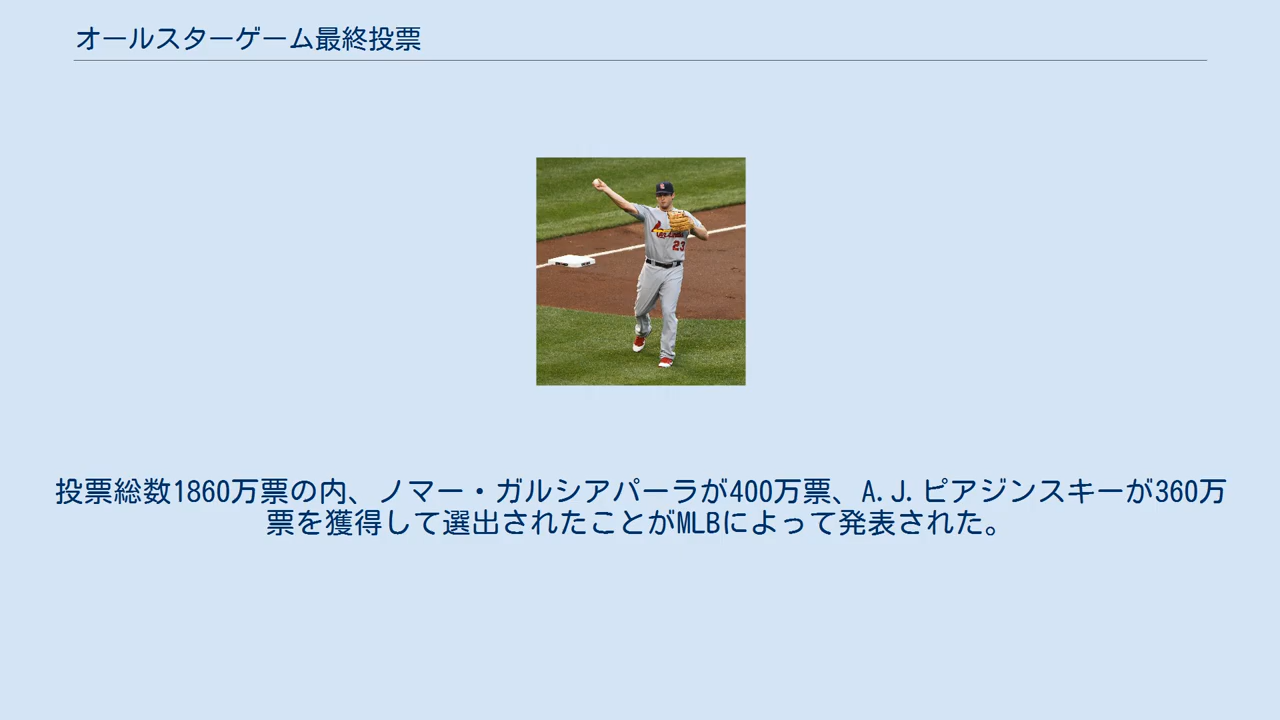 オールスターゲーム最終投票
23
投票総数1860万票の内、ノマー・ガルシアパーラが400万票、A.J.ピアジンスキーが360万
票を獲得して選出されたことがMLBによって発表された。